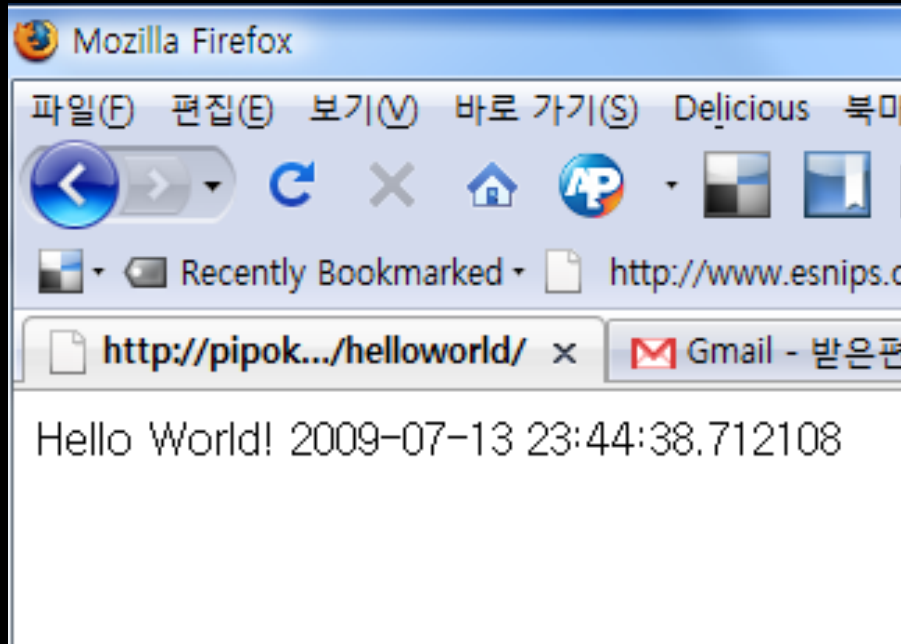 Mozilla Firefox
파일(F) 편집(E) 보기(V) 바로 가기(S) Delicious
Recently Bookmarked http://www.esnips.
http://pipok.../helloworld/ Gmail - 받은편
Hello World! 2009-07-13 23:44:38.712108